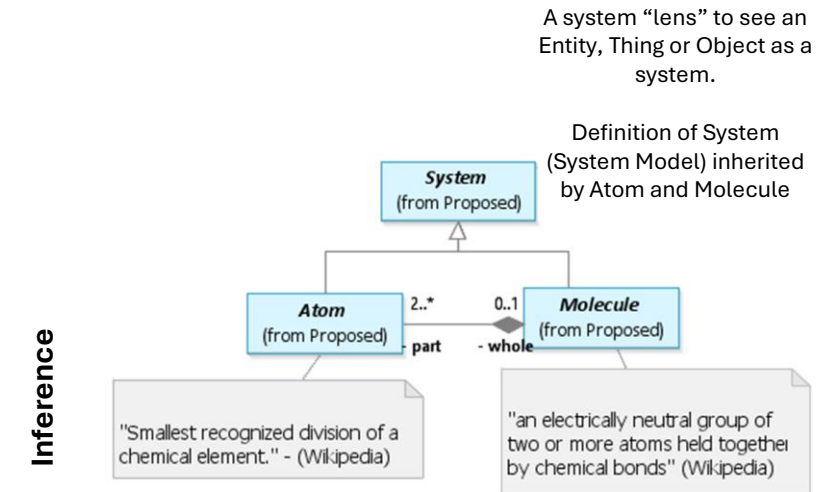 A system “lens” to see an
Entity, Thing or Object as a
system.
Definition of System
(System Model) inherited
by Atom and Molecule
System
(from Proposed)
Atom
(from Proposed)
2..*
0..1
- part
- whole
Molecule
(from Proposed)
Inference
"Smallest recognized division of a
chemical element." - (Wikipedia)
"an electrically neutral group of
two or more atoms held together
by chemical bonds" (Wikipedia)